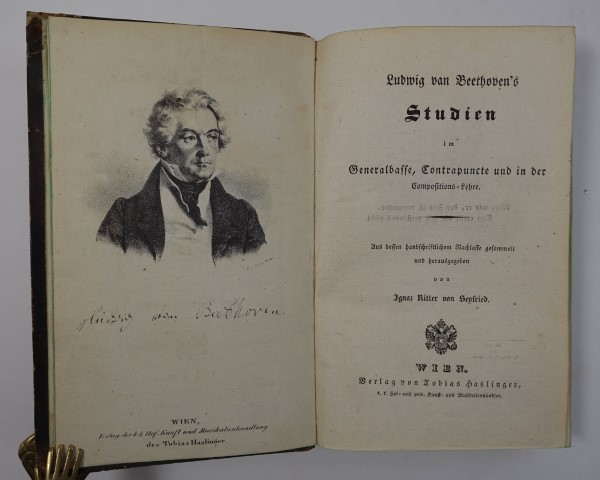 Ludwig van Beethoven.
WIEN,
Verlag der k.k. Hof-Kunst und Musikalienhandlung
des Tobias Haslinger.
Ludwig van Beethoven's
Studien
im
Generalbasse, Contrapuncte und in der
Compositions-Lehre.
Aus dessen handschriftlichem Nachlasse gesammelt
und herausgegeben
von
Ignaz Ritter von Seyfried.
WIEN.
Verlag von Tobias Haslinger,
k. k. Hof- und priv. Kunst- und Musikalienhändler.